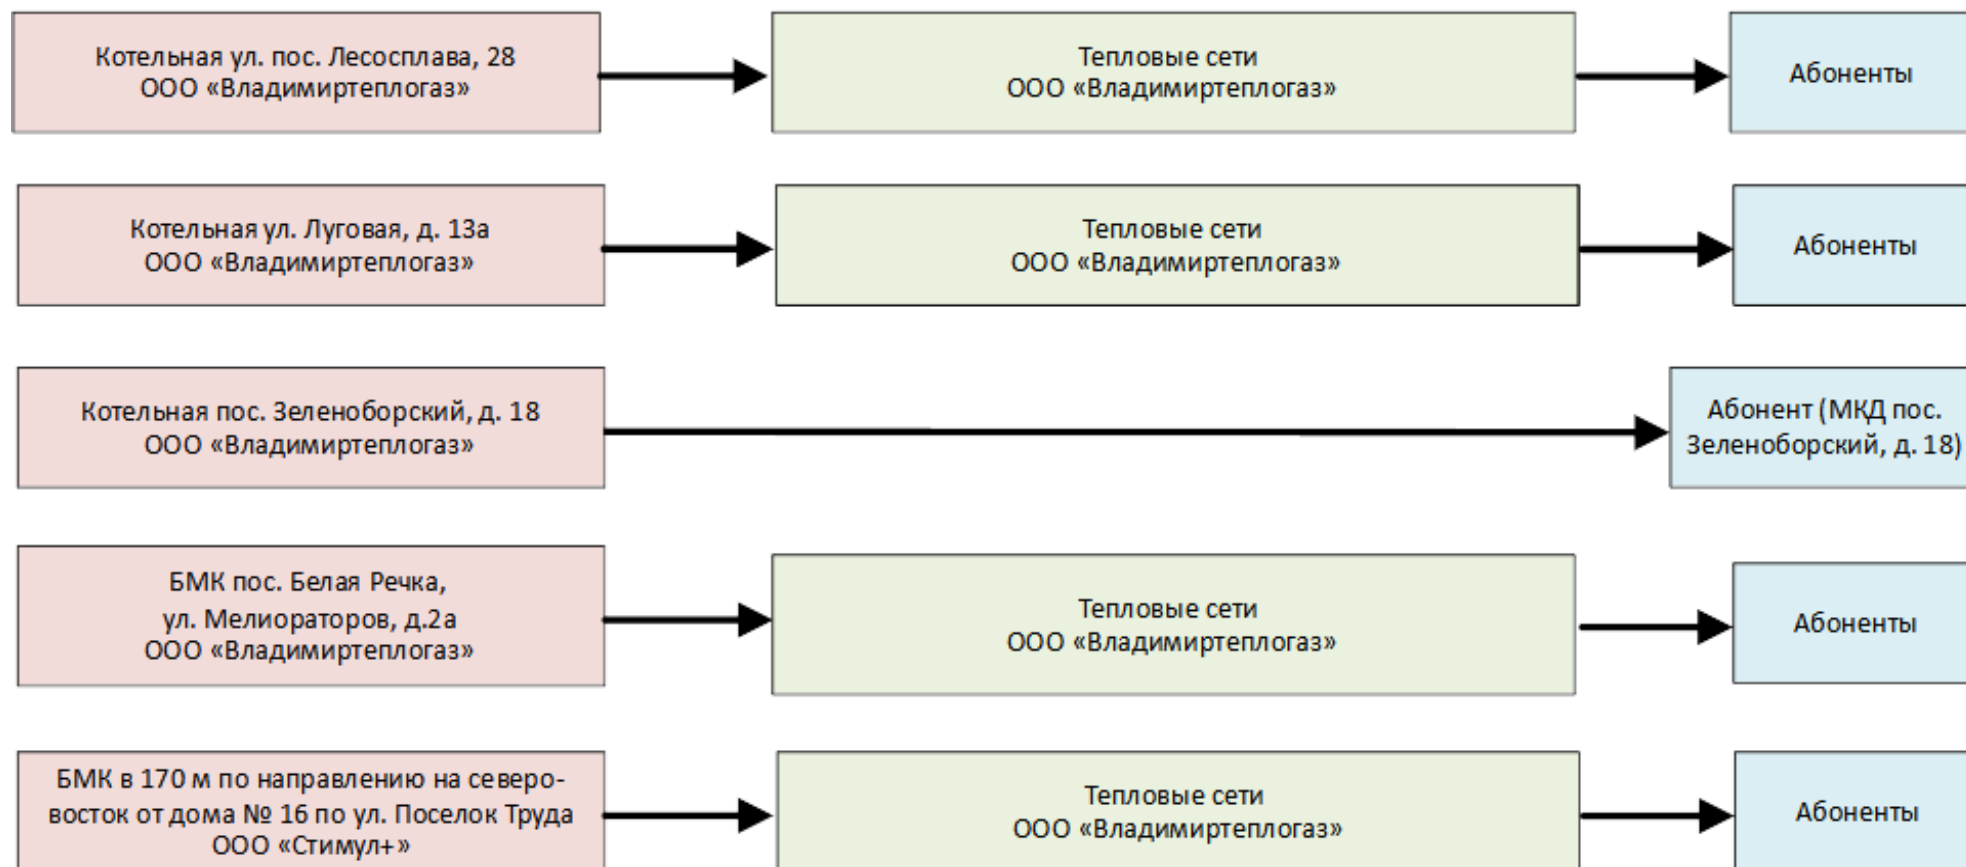 Котельная ул. пос. Лесосплава, 28
ООО «Владимиртеплогаз»
Тепловые сети
ООО «Владимиртеплогаз»
Абоненты
Котельная ул. Луговая, д. 13а
ООО «Владимиртеплогаз»
Тепловые сети
ООО «Владимиртеплогаз»
Абоненты
Котельная пос. Зеленоборский, д. 18
ООО «Владимиртеплогаз»
Абонент (МКД пос.
Зеленоборский, д. 18)
БМК пос. Белая Речка,
ул. Мелиораторов, д.2а
ООО «Владимиртеплогаз»
Тепловые сети
ООО «Владимиртеплогаз»
Абоненты
БМК в 170 м по направлению на северо-
восток от дома № 16 по ул. Поселок Труда
ООО «Стимул+»
Тепловые сети
ООО «Владимиртеплогаз»
Абоненты